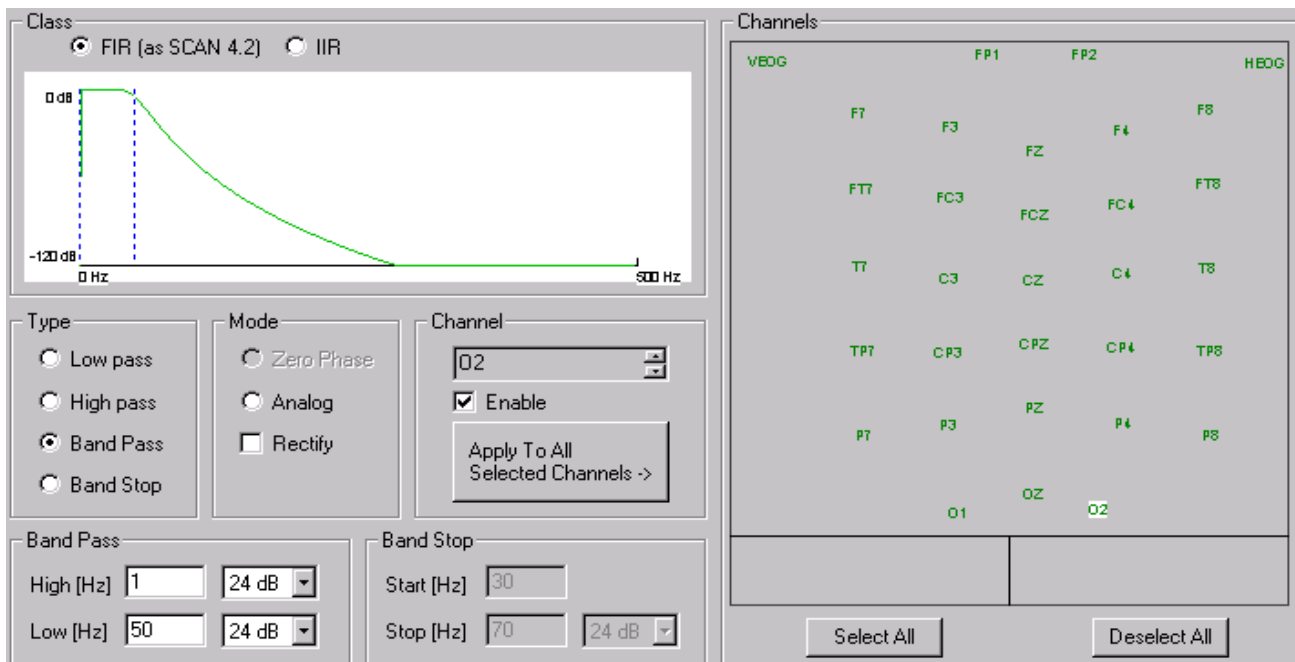 Class
FIR (as SCAN 4.2) IIR
0 dB
-120 dB
0 Hz 500 Hz
Type
Low pass
High pass
Band Pass
Band Stop
Mode
Zero Phase
Analog
Rectify
Channel
O2
Enable
Apply To All
Selected Channels ->
Band Pass
High [Hz] 1 24 dB
Low [Hz] 50 24 dB
Band Stop
Start [Hz] 30
Stop [Hz] 70 24 dB
Channels
VEOG FP1 FP2 HEOG
F7 F3 FZ F4 F8
FT7 FC3 FCZ FC4 FT8
T7 C3 CZ C4 T8
TP7 CP3 CPZ CP4 TP8
P7 P3 PZ P4 P8
O1 OZ O2
Select All Deselect All